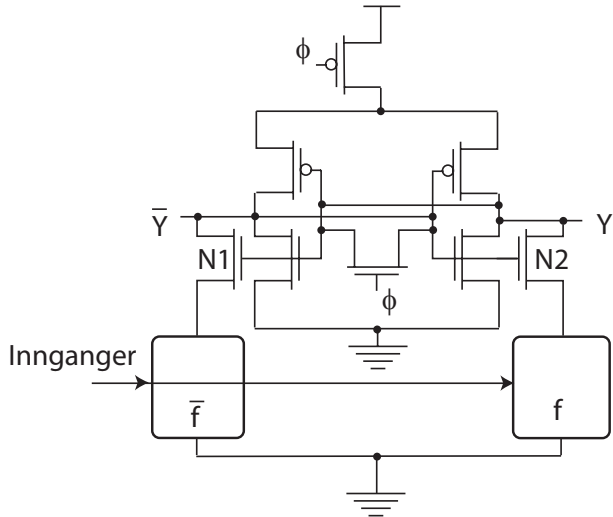 ϕ
Y̅ Y
N1 N2
ϕ
Innganger
f̅ f